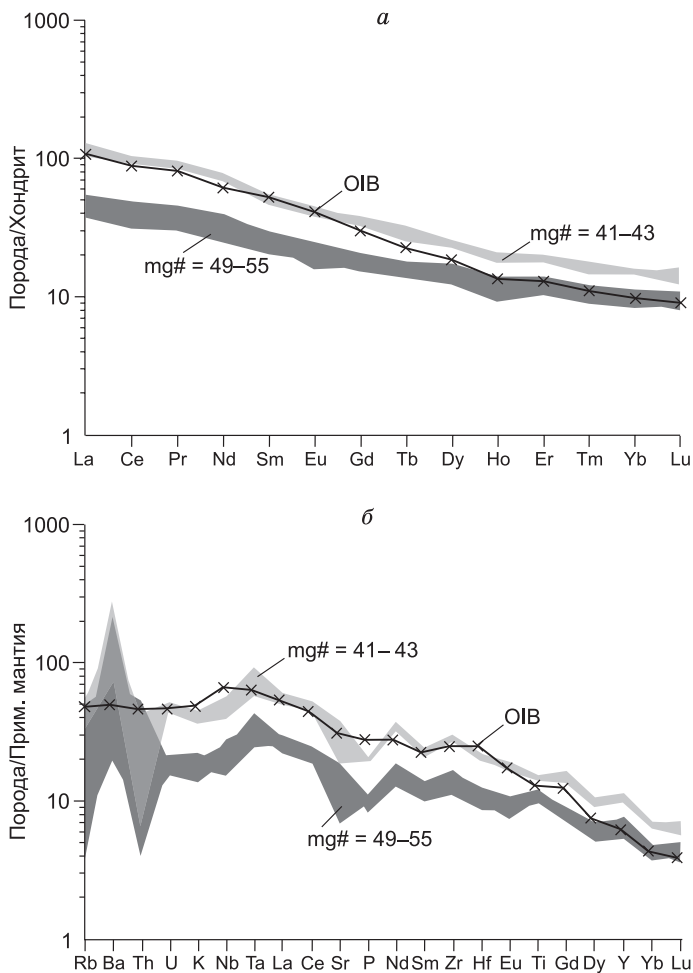 а
1000
100
10
1
Порода/Хондрит
OIB
mg# = 41–43
mg# = 49–55
La Ce Pr Nd Sm Eu Gd Tb Dy Ho Er Tm Yb Lu
б
1000
100
10
1
Порода/Прим. мантия
mg# = 41–43
OIB
mg# = 49–55
Rb Ba Th U K Nb Ta La Ce Sr P Nd Sm Zr Hf Eu Ti Gd Dy Y Yb Lu